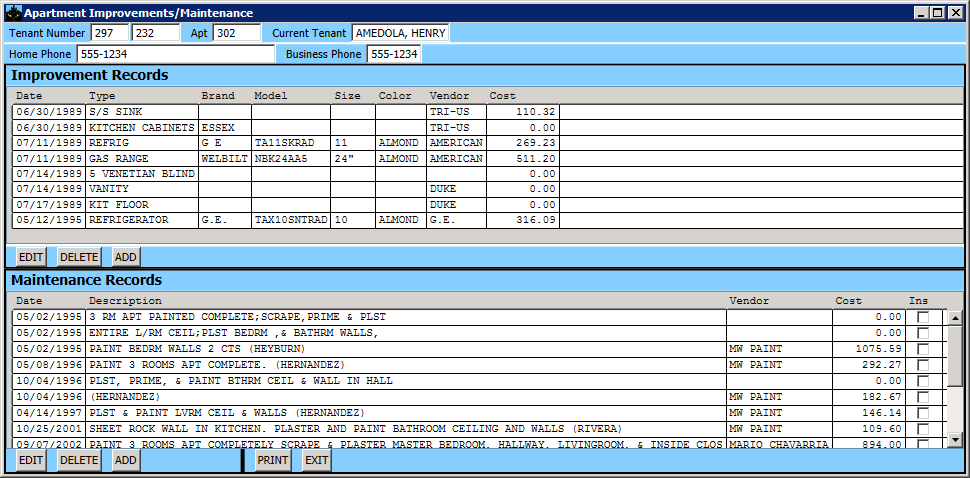 Apartment Improvements/Maintenance
Tenant Number 297 232 Apt 302 Current Tenant AMEDOLA, HENRY
Home Phone 555-1234 Business Phone 555-1234
Improvement Records
Date Type Brand Model Size Color Vendor Cost
06/30/1989 S/S SINK TRI-US 110.32
06/30/1989 KITCHEN CABINETS ESSEX TRI-US 0.00
07/11/1989 REFRIG G E TA11SKRAD 11 ALMOND AMERICAN 269.23
07/11/1989 GAS RANGE WELBILT NBK24AA5 24" ALMOND AMERICAN 511.20
07/14/1989 5 VENETIAN BLIND 0.00
07/14/1989 VANITY DUKE 0.00
07/17/1989 KIT FLOOR DUKE 0.00
05/12/1995 REFRIGERATOR G.E. TAX10SNTRAD 10 ALMOND G.E. 316.09
EDIT DELETE ADD
Maintenance Records
Date Description Vendor Cost Ins
05/02/1995 3 RM APT PAINTED COMPLETE;SCRAPE,PRIME & PLST 0.00
05/02/1995 ENTIRE L/RM CEIL;PLST BEDRM ,& BATHRM WALLS, 0.00
05/02/1995 PAINT BEDRM WALLS 2 CTS (HEYBURN) MW PAINT 1075.59
05/08/1996 PAINT 3 ROOMS APT COMPLETE. (HERNANDEZ) MW PAINT 292.27
10/04/1996 PLST, PRIME, & PAINT BTHRM CEIL & WALL IN HALL 0.00
10/04/1996 (HERNANDEZ) MW PAINT 182.67
04/14/1997 PLST & PAINT LVRM CEIL & WALLS (HERNANDEZ) MW PAINT 146.14
10/25/2001 SHEET ROCK WALL IN KITCHEN. PLASTER AND PAINT BATHROOM CEILING AND WALLS (RIVERA) MW PAINT 109.60
09/07/2002 PAINT 3 ROOMS APT COMPLETELY SCRAPE & PLASTER MASTER BEDROOM, HALLWAY, LIVINGROOM, & INSIDE CLOS MARIO CHAVARRIA 894.00
EDIT DELETE ADD PRINT EXIT